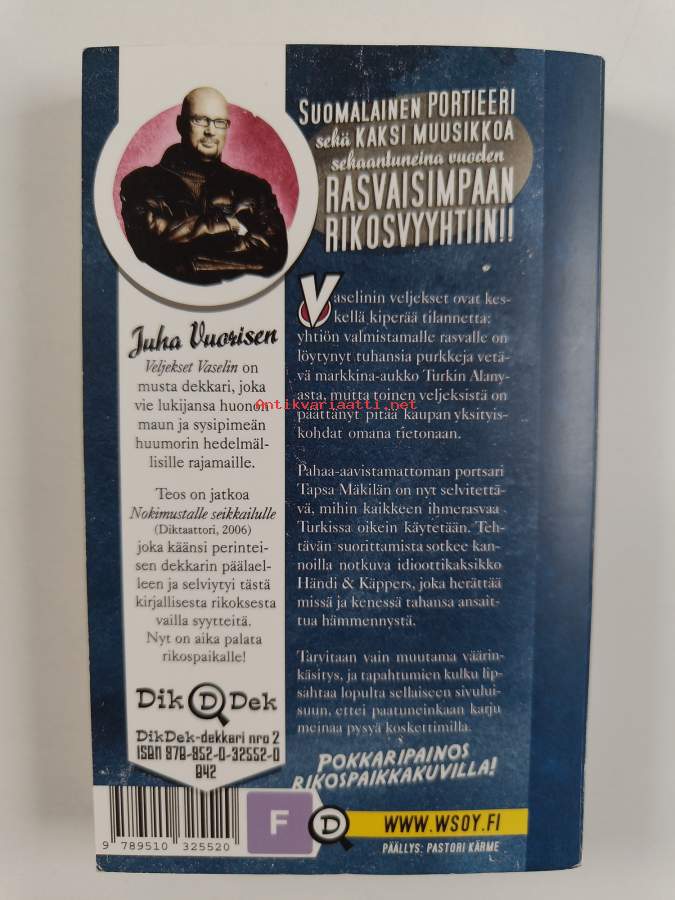 SUOMALAINEN PORTIEERI
sekä KAKSI MUUSIKKOA
sekaantuneina vuoden
RASVAISIMPAAN
RIKOSVYYHTIIN!!
Vaselinin veljekset ovat kes-
kellä kiperää tilannetta:
yhtiön valmistamalle rasvalle on
löytynyt tuhansia purkkeja vetä-
vä markkina-aukko Turkin Alany-
asta, mutta toinen veljeksistä on
päättänyt pitää kaupan yksityis-
kohdat omana tietonaan.
Pahaa-aavistamattoman portsari
Tapsa Mäkilän on nyt selvitettä-
vä, mihin kaikkeen ihmerasvaa
Turkissa oikein käytetään. Teh-
tävän suorittamista sotkee kan-
noilla notkuva idioottikaksikko
Händi & Käppers, joka herättää
missä ja kenessä tahansa ansait-
tua hämmennystä.
Tarvitaan vain muutama väärin-
käsitys, ja tapahtumien kulku lip-
sahtaa lopulta sellaiseen sivului-
suun, ettei paatuneinkaan karju
meinaa pysyä koskettimilla.
POKKARIPAINOS
RIKOSPAIKKAKUVILLA!
Juha Vuorisen
Veljekset Vaselin on
musta dekkari, joka
vie lukijansa huonon
maun ja sysipimeän
huumorin hedelmäl-
lisille rajamaille.
Teos on jatkoa
Nokimustalle seikkailulle
(Diktaattori, 2006)
joka käänsi perintei-
sen dekkarin päälael-
leen ja selviytyi tästä
kirjallisesta rikoksesta
vailla syytteitä.
Nyt on aika palata
rikospaikalle!
Dik D Dek
DikDek-dekkari nro 2
ISBN 978-952-0-32552-0
842
9 789510 325520
F
D
WWW.WSOY.FI
PÄÄLLYS: PASTORI KÄRME
Antikvariaatti.net